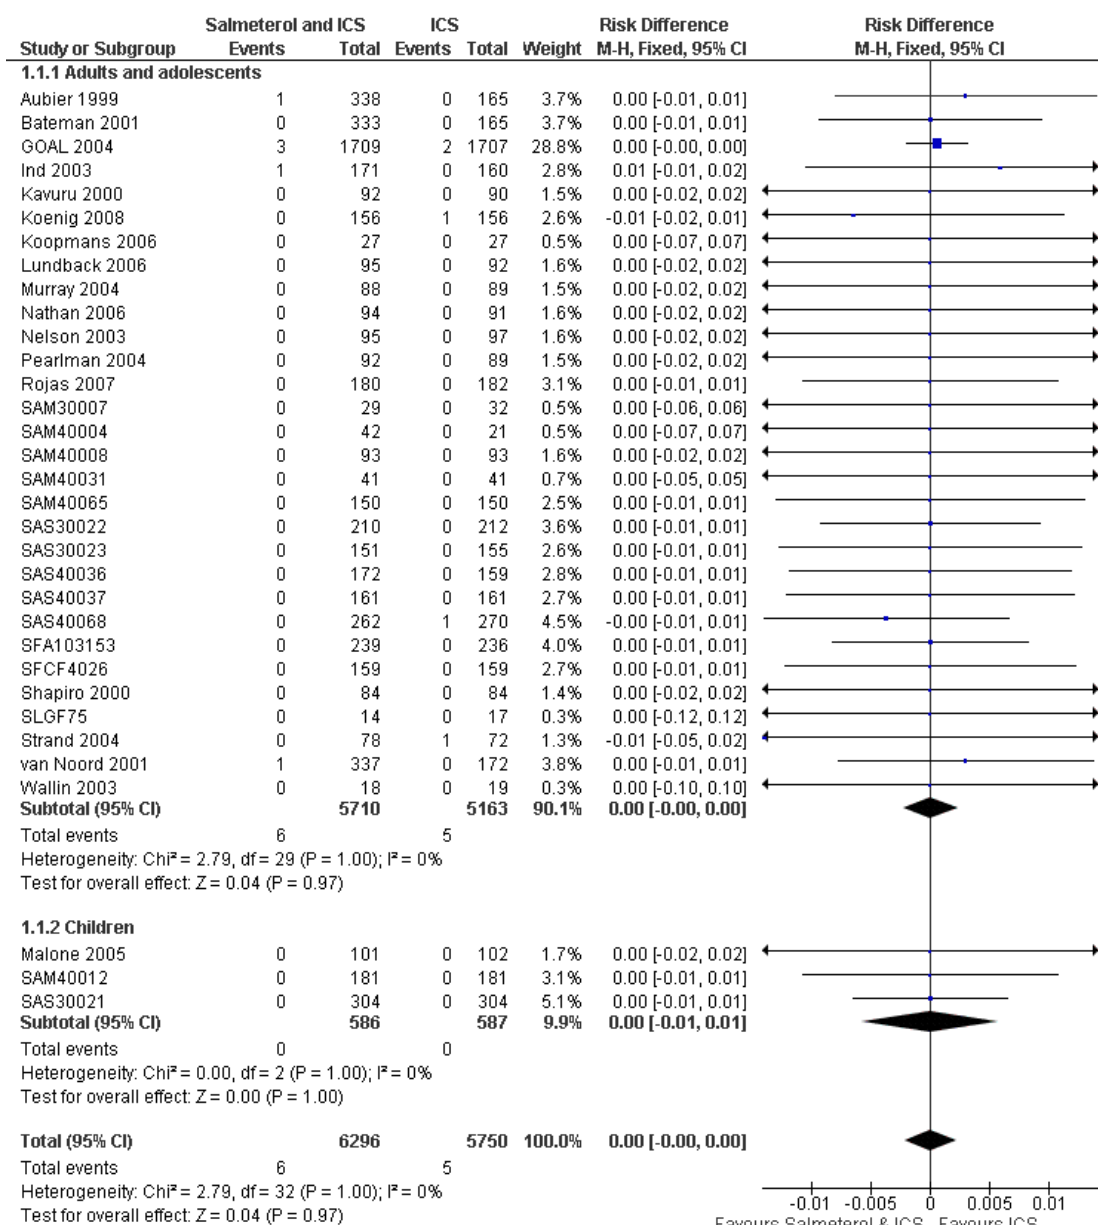 Salmeterol and ICS ICS Risk Difference Risk Difference
Study or Subgroup Events Total Events Total Weight M-H, Fixed, 95% CI M-H, Fixed, 95% CI
1.1.1 Adults and adolescents
Aubier 1999 1 338 0 165 3.7% 0.00 [-0.01, 0.01]
Bateman 2001 0 333 0 165 3.7% 0.00 [-0.01, 0.01]
GOAL 2004 3 1709 2 1707 28.8% 0.00 [-0.00, 0.00]
Ind 2003 1 171 0 160 2.8% 0.01 [-0.01, 0.02]
Kavuru 2000 0 92 0 90 1.5% 0.00 [-0.02, 0.02]
Koenig 2008 0 156 1 156 2.6% -0.01 [-0.02, 0.01]
Koopmans 2006 0 27 0 27 0.5% 0.00 [-0.07, 0.07]
Lundback 2006 0 95 0 92 1.6% 0.00 [-0.02, 0.02]
Murray 2004 0 88 0 89 1.5% 0.00 [-0.02, 0.02]
Nathan 2006 0 94 0 91 1.6% 0.00 [-0.02, 0.02]
Nelson 2003 0 95 0 97 1.6% 0.00 [-0.02, 0.02]
Pearlman 2004 0 92 0 89 1.5% 0.00 [-0.02, 0.02]
Rojas 2007 0 180 0 182 3.1% 0.00 [-0.01, 0.01]
SAM30007 0 29 0 32 0.5% 0.00 [-0.06, 0.06]
SAM40004 0 42 0 21 0.5% 0.00 [-0.07, 0.07]
SAM40008 0 93 0 93 1.6% 0.00 [-0.02, 0.02]
SAM40031 0 41 0 41 0.7% 0.00 [-0.05, 0.05]
SAM40065 0 150 0 150 2.5% 0.00 [-0.01, 0.01]
SAS30022 0 210 0 212 3.6% 0.00 [-0.01, 0.01]
SAS30023 0 151 0 155 2.6% 0.00 [-0.01, 0.01]
SAS40036 0 172 0 159 2.8% 0.00 [-0.01, 0.01]
SAS40037 0 161 0 161 2.7% 0.00 [-0.01, 0.01]
SAS40068 0 262 1 270 4.5% -0.00 [-0.01, 0.01]
SFA103153 0 239 0 236 4.0% 0.00 [-0.01, 0.01]
SFCF4026 0 159 0 159 2.7% 0.00 [-0.01, 0.01]
Shapiro 2000 0 84 0 84 1.4% 0.00 [-0.02, 0.02]
SLGF75 0 14 0 17 0.3% 0.00 [-0.12, 0.12]
Strand 2004 0 78 1 72 1.3% -0.01 [-0.05, 0.02]
van Noord 2001 1 337 0 172 3.8% 0.00 [-0.01, 0.01]
Wallin 2003 0 18 0 19 0.3% 0.00 [-0.10, 0.10]
Subtotal (95% CI) 5710 5163 90.1% 0.00 [-0.00, 0.00]
Total events 6 5
Heterogeneity: Chi² = 2.79, df = 29 (P = 1.00); I² = 0%
Test for overall effect: Z = 0.04 (P = 0.97)
1.1.2 Children
Malone 2005 0 101 0 102 1.7% 0.00 [-0.02, 0.02]
SAM40012 0 181 0 181 3.1% 0.00 [-0.01, 0.01]
SAS30021 0 304 0 304 5.1% 0.00 [-0.01, 0.01]
Subtotal (95% CI) 586 587 9.9% 0.00 [-0.01, 0.01]
Total events 0 0
Heterogeneity: Chi² = 0.00, df = 2 (P = 1.00); I² = 0%
Test for overall effect: Z = 0.00 (P = 1.00)
Total (95% CI) 6296 5750 100.0% 0.00 [-0.00, 0.00]
Total events 6 5
Heterogeneity: Chi² = 2.79, df = 32 (P = 1.00); I² = 0%
Test for overall effect: Z = 0.04 (P = 0.97)
-0.01 -0.005 0 0.005 0.01
Favours Salmeterol & ICS Favours ICS